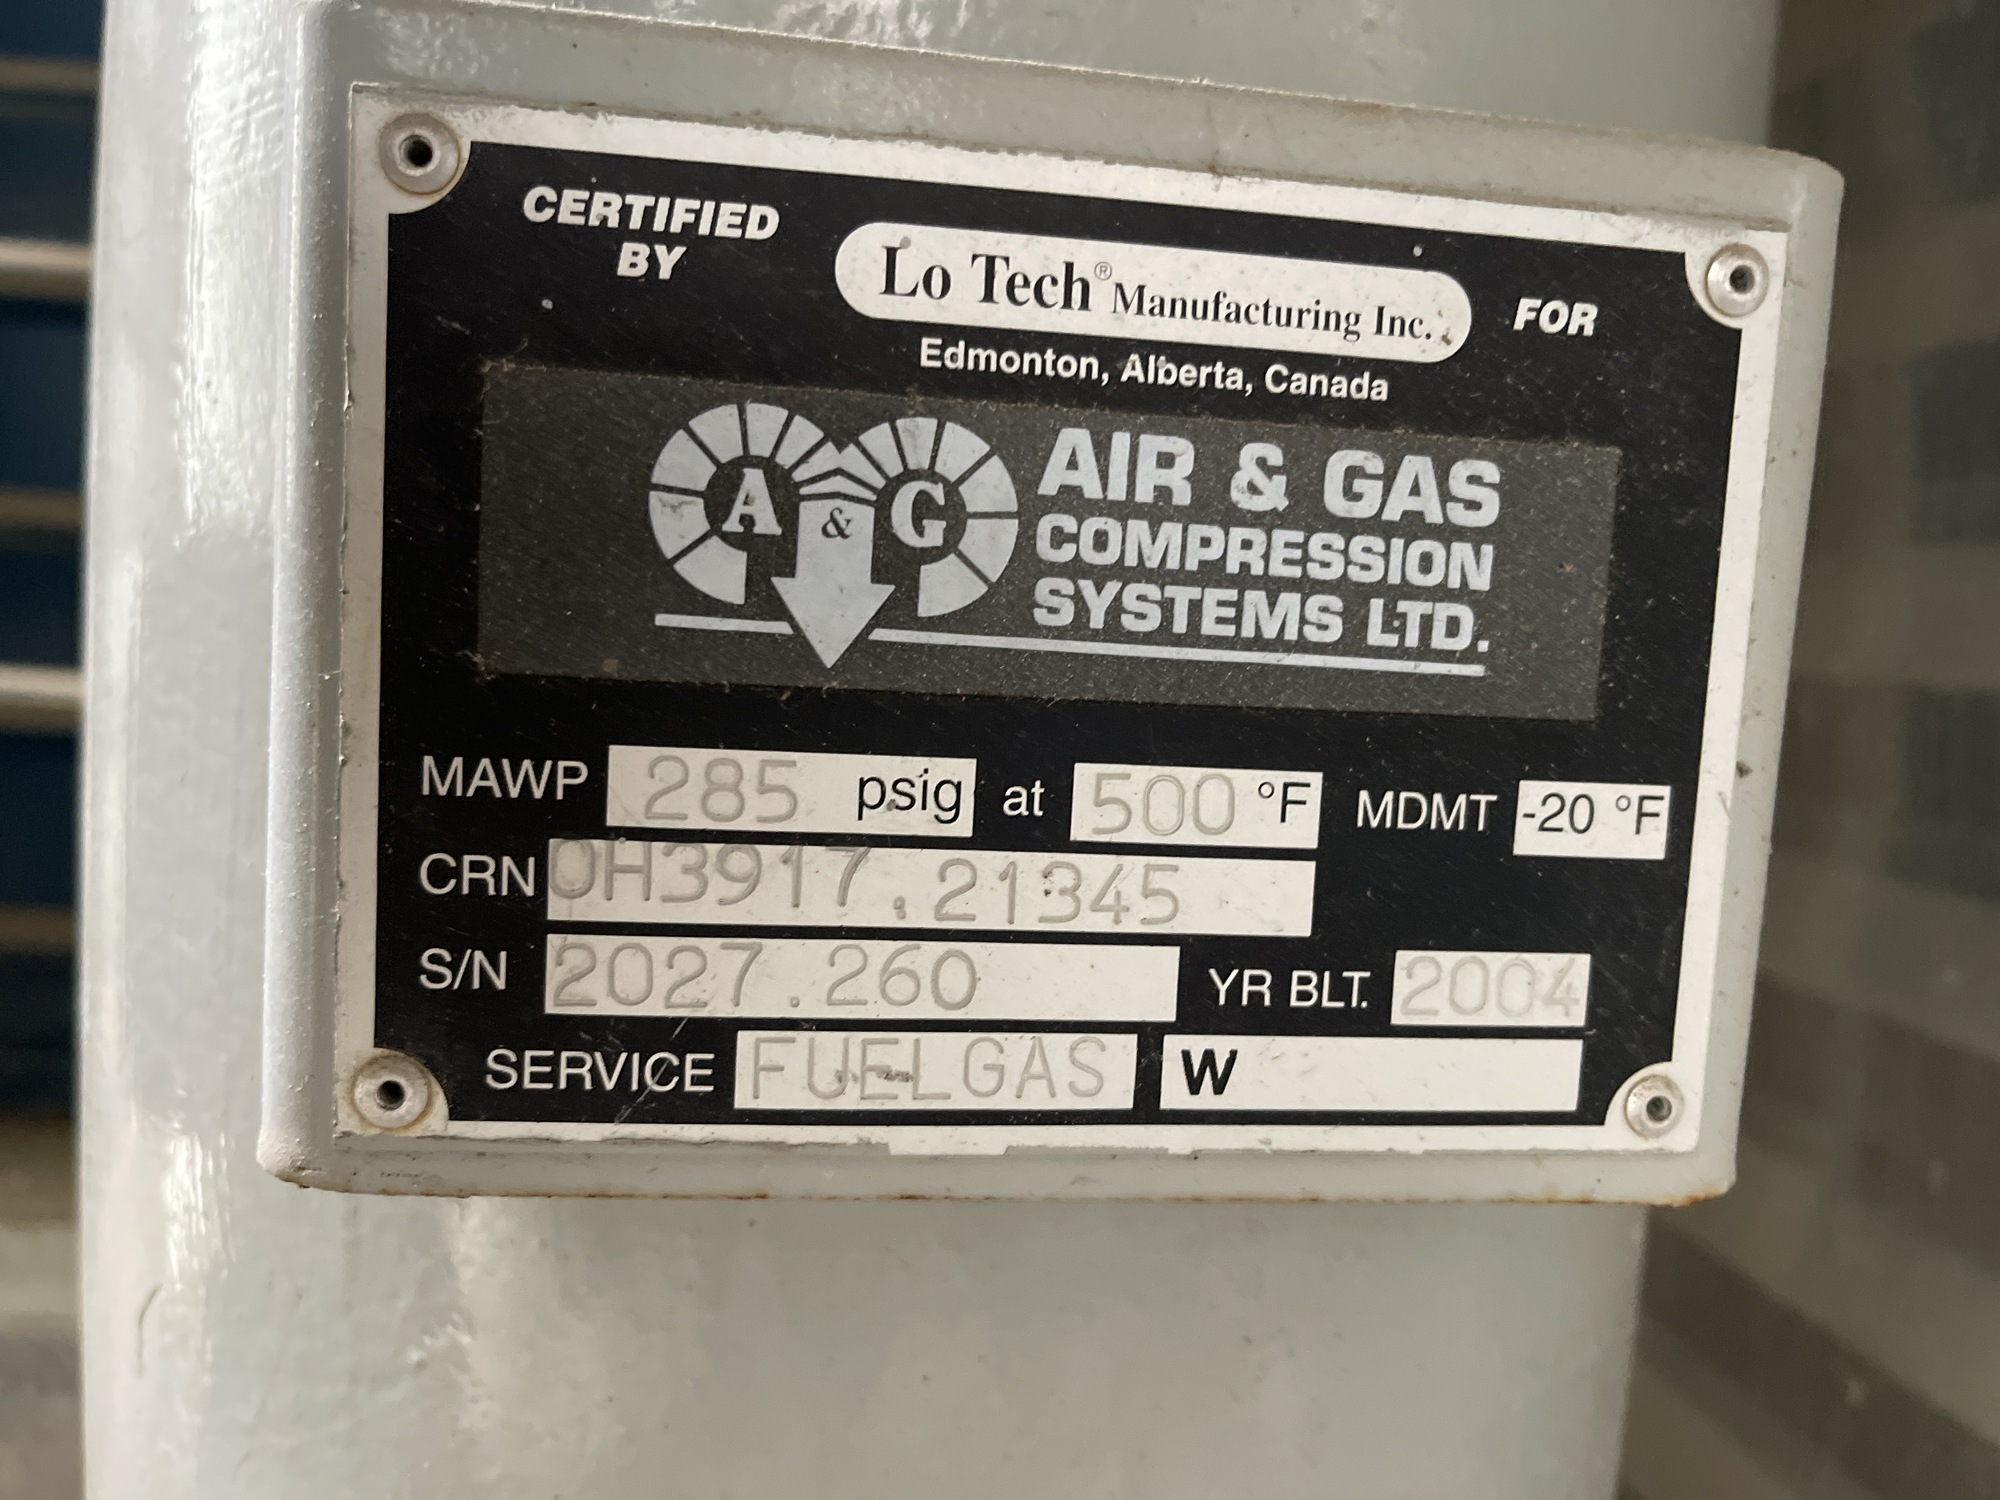 CERTIFIED
BY
Lo Tech® Manufacturing Inc.
FOR
Edmonton, Alberta, Canada
A & G
AIR & GAS
COMPRESSION
SYSTEMS LTD.
MAWP 285 psig at 500 °F MDMT -20 °F
CRN 0H3917.21345
S/N 2027.260 YR BLT. 2004
SERVICE FUELGAS W